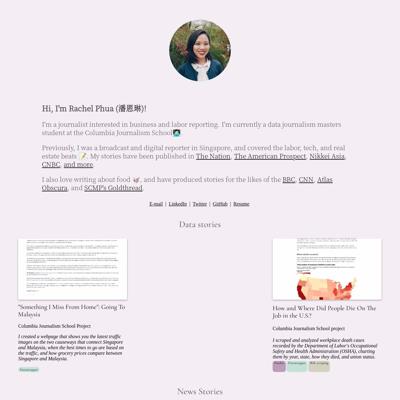 Hi, I'm Rachel Phua (潘恩琳)!
I'm a journalist interested in business and labor reporting. I'm currently a data journalism masters
student at the Columbia Journalism School
Previously, I was a broadcast and digital reporter in Singapore, and covered the labor, tech, and real
estate beats. My stories have been published in The Nation, The American Prospect, Nikkei Asia,
CNBC, and more.
I also love writing about food, and have produced stories for the likes of the BBC, CNN, Atlas
Obscura, and SCMP's Goldthread.
E-mail | LinkedIn | Twitter | GitHub | Resume
Data stories
"Something I Miss From Home": Going To
Malaysia
Columbia Journalism School Project
I created a webpage that shows you the latest traffic
images on the two causeways that connect Singapore
and Malaysia, when the best times to go are based on
the traffic, and how grocery prices compare between
Singapore and Malaysia.
How and Where Did People Die On The
Job in the U.S.?
Columbia Journalism School project
I scraped and analyzed workplace death cases
recorded by the Department of Labor's Occupational
Safety and Health Administration (OSHA), charting
them by year, state, how they died, and union status.
News Stories